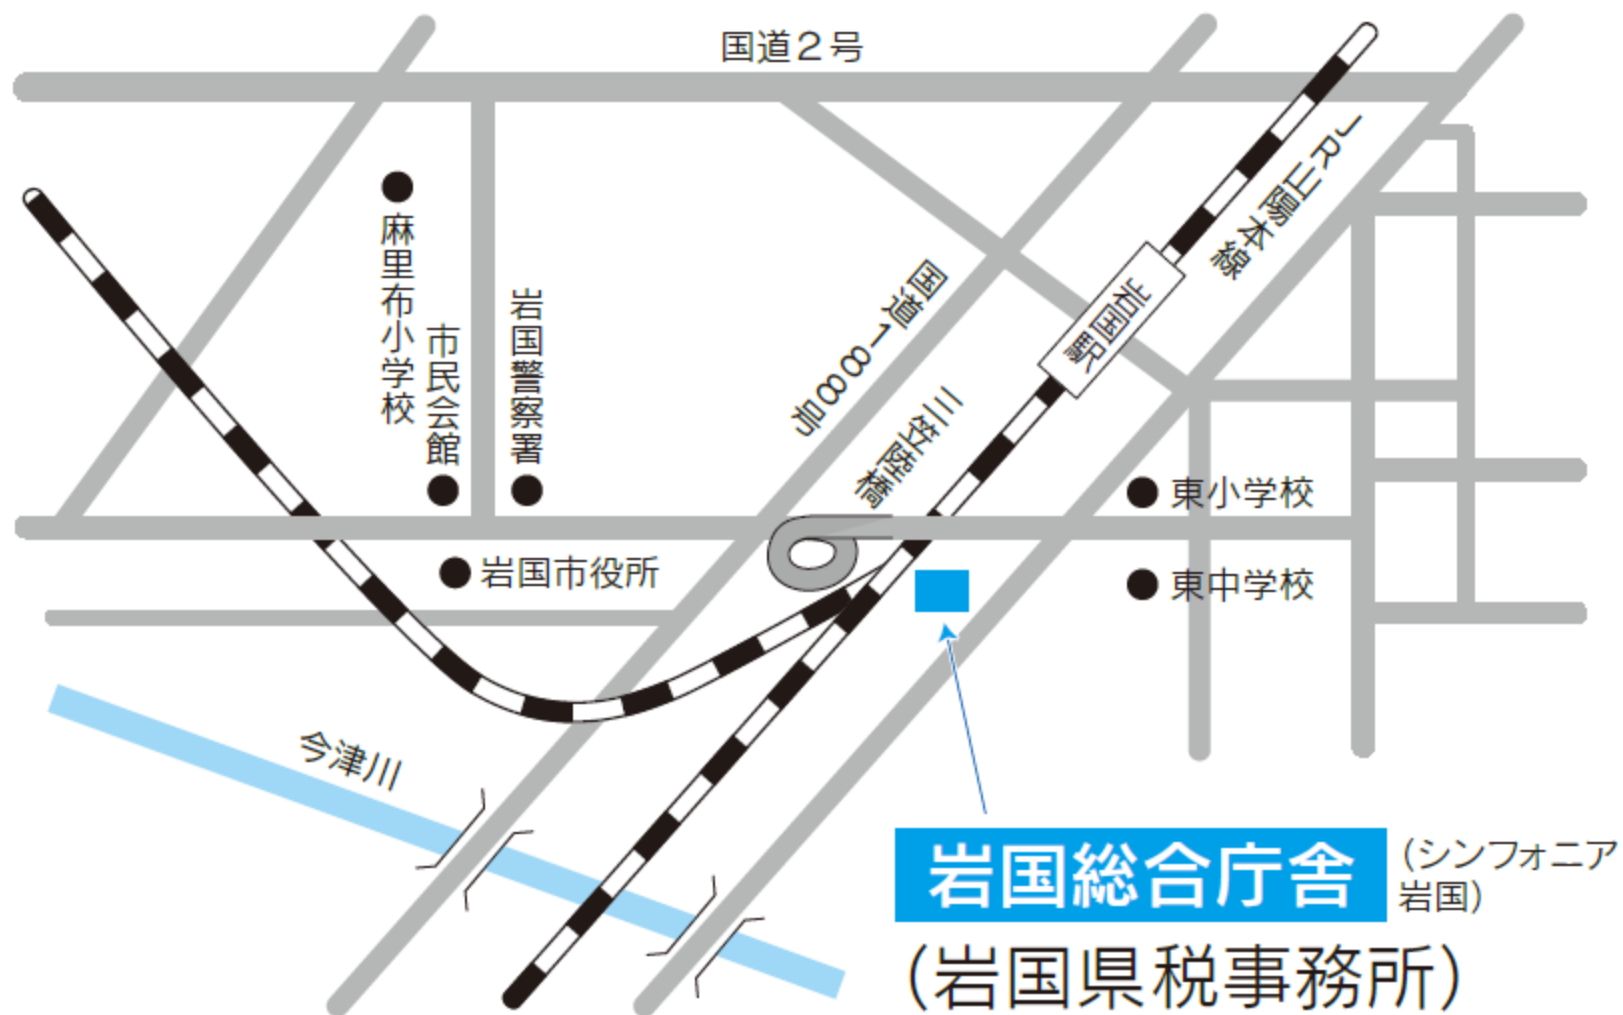 国道２号
JR山陽本線
麻里布小学校
市民会館
岩国警察署
国道188号
岩国駅
三笠陸橋
東小学校
岩国市役所
東中学校
今津川
岩国総合庁舎
（シンフォニア
岩国）
（岩国県税事務所）